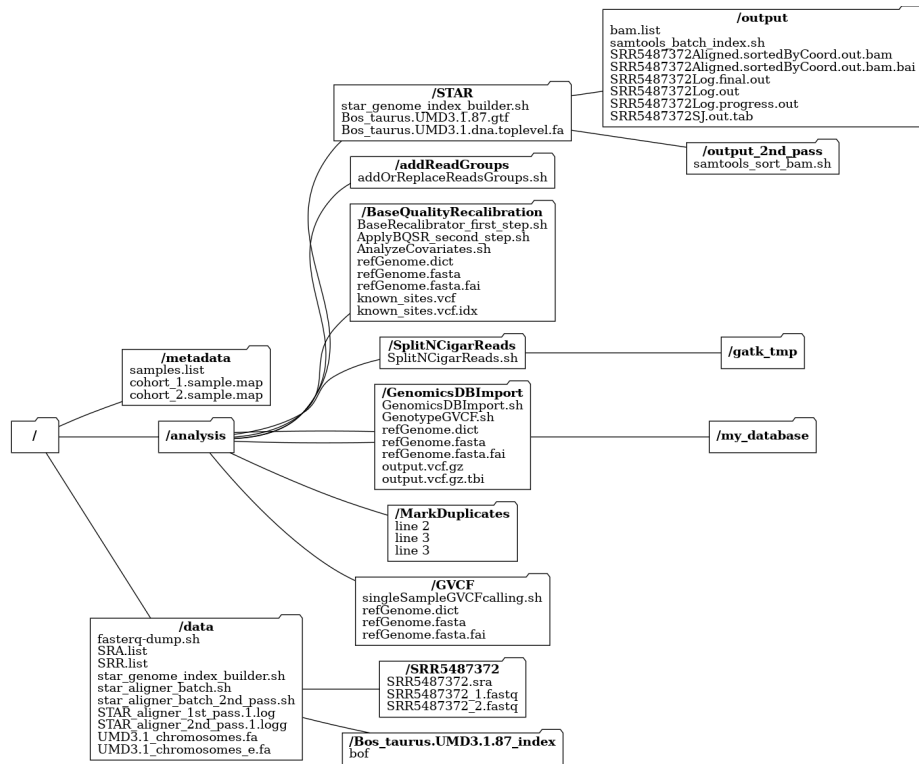 /output
bam.list
samtools_batch_index.sh
SRR5487372Aligned.sortedByCoord.out.bam
SRR5487372Aligned.sortedByCoord.out.bam.bai
SRR5487372Log.final.out
SRR5487372Log.out
SRR5487372Log.progress.out
SRR5487372SJ.out.tab
/STAR
star_genome_index_builder.sh
Bos_taurus.UMD3.1.87.gtf
Bos_taurus.UMD3.1.dna.toplevel.fa
/output_2nd_pass
samtools_sort_bam.sh
/addReadGroups
addOrReplaceReadsGroups.sh
/BaseQualityRecalibration
BaseRecalibrator_first_step.sh
ApplyBQSR_second_step.sh
AnalyzeCovariates.sh
refGenome.dict
refGenome.fasta
refGenome.fasta.fai
known_sites.vcf
known_sites.vcf.idx
/metadata
samples.list
cohort_1.sample.map
cohort_2.sample.map
/SplitNCigarReads
SplitNCigarReads.sh
/gatk_tmp
/
/analysis
/GenomicsDBImport
GenomicsDBImport.sh
GenotypeGVCF.sh
refGenome.dict
refGenome.fasta
refGenome.fasta.fai
output.vcf.gz
output.vcf.gz.tbi
/my_database
/MarkDuplicates
line 2
line 3
line 3
/GVCF
singleSampleGVCFcalling.sh
refGenome.dict
refGenome.fasta
refGenome.fasta.fai
/data
fasterq-dump.sh
SRA.list
SRR.list
star_genome_index_builder.sh
star_aligner_batch.sh
star_aligner_batch_2nd_pass.sh
STAR_aligner_1st_pass.1.log
STAR_aligner_2nd_pass.1.logg
UMD3.1_chromosomes.fa
UMD3.1_chromosomes_e.fa
/SRR5487372
SRR5487372.sra
SRR5487372_1.fastq
SRR5487372_2.fastq
/Bos_taurus.UMD3.1.87_index
bof